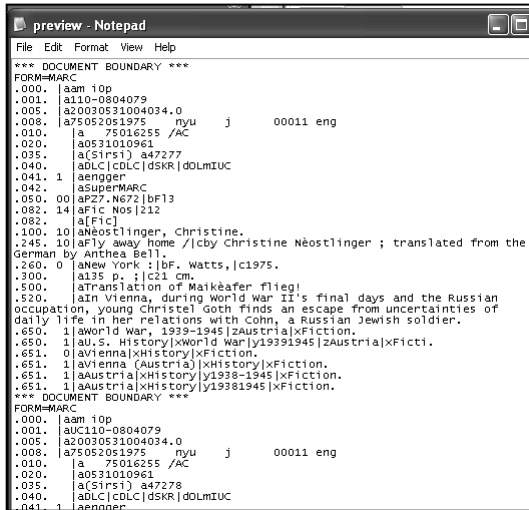 preview - Notepad
File Edit Format View Help
*** DOCUMENT BOUNDARY ***
FORM=MARC
.000. |aam i0p
.001. |a110-0804079
.005. |a20030531004034.0
.008. |a750520s1975    nyu    j      00011 eng
.010.   |a   75016255 /AC
.020.   |a0531010961
.035.   |a(Sirsi) a47277
.040.   |aDLC|cDLC|dSKR|dOLmIUC
.041. 1 |aengger
.042.   |aSuperMARC
.050. 00|aPZ7.N672|bFl3
.082. 14|aFic Nos|212
.082.   |a[Fic]
.100. 10|aNèostlinger, Christine.
.245. 10|aFly away home /|cby Christine Nèostlinger ; translated from the
German by Anthea Bell.
.260. 0 |aNew York :|bF. Watts,|c1975.
.300.   |a135 p. ;|c21 cm.
.500.   |aTranslation of Maikèafer flieg!
.520.   |aIn Vienna, during World War II's final days and the Russian
occupation, young Christel Goth finds an escape from uncertainties of
daily life in her relations with Cohn, a Russian Jewish soldier.
.650.  1|aWorld War, 1939-1945|zAustria|xFiction.
.650.  1|aU.S. History|xWorld War|y19391945|zAustria|xFicti.
.651.  0|aVienna|xHistory|xFiction.
.651.  1|aVienna (Austria)|xHistory|xFiction.
.651.  1|aAustria|xHistory|y1938-1945|xFiction.
.651.  1|aAustria|xHistory|y19381945|xFiction.
*** DOCUMENT BOUNDARY ***
FORM=MARC
.000. |aam i0p
.001. |aUC110-0804079
.005. |a20030531004034.0
.008. |a750520s1975    nyu    j      00011 eng
.010.   |a   75016255 /AC
.020.   |a0531010961
.035.   |a(Sirsi) a47278
.040.   |aDLC|cDLC|dSKR|dOLmIUC
.041. 1 |aengger